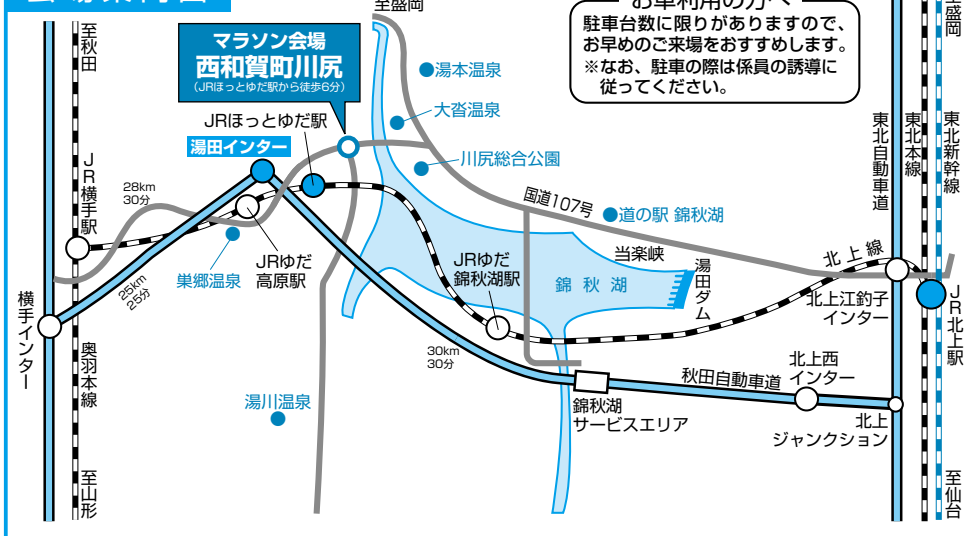 会場案内図
至盛岡
お車利用の方へ
駐車台数に限りがありますので、
お早めのご来場をおすすめします。
※なお、駐車の際は係員の誘導に
従ってください。
至盛岡
至秋田
マラソン会場
西和賀町川尻
(JRほっとゆだ駅から徒歩6分)
湯本温泉
大沓温泉
JRほっとゆだ駅
湯田インター
川尻総合公園
東北自動車道
東北本線
東北新幹線
JR横手駅
28km
30分
国道107号
道の駅 錦秋湖
巣郷温泉
JRゆだ
高原駅
JRゆだ
錦秋湖駅
当楽峡
錦秋湖
湯田ダム
北上線
北上江釣子
インター
JR北上駅
25km
25分
横手インター
奥羽本線
30km
30分
秋田自動車道
北上西
インター
湯川温泉
錦秋湖
サービスエリア
北上
ジャンクション
至山形
至仙台